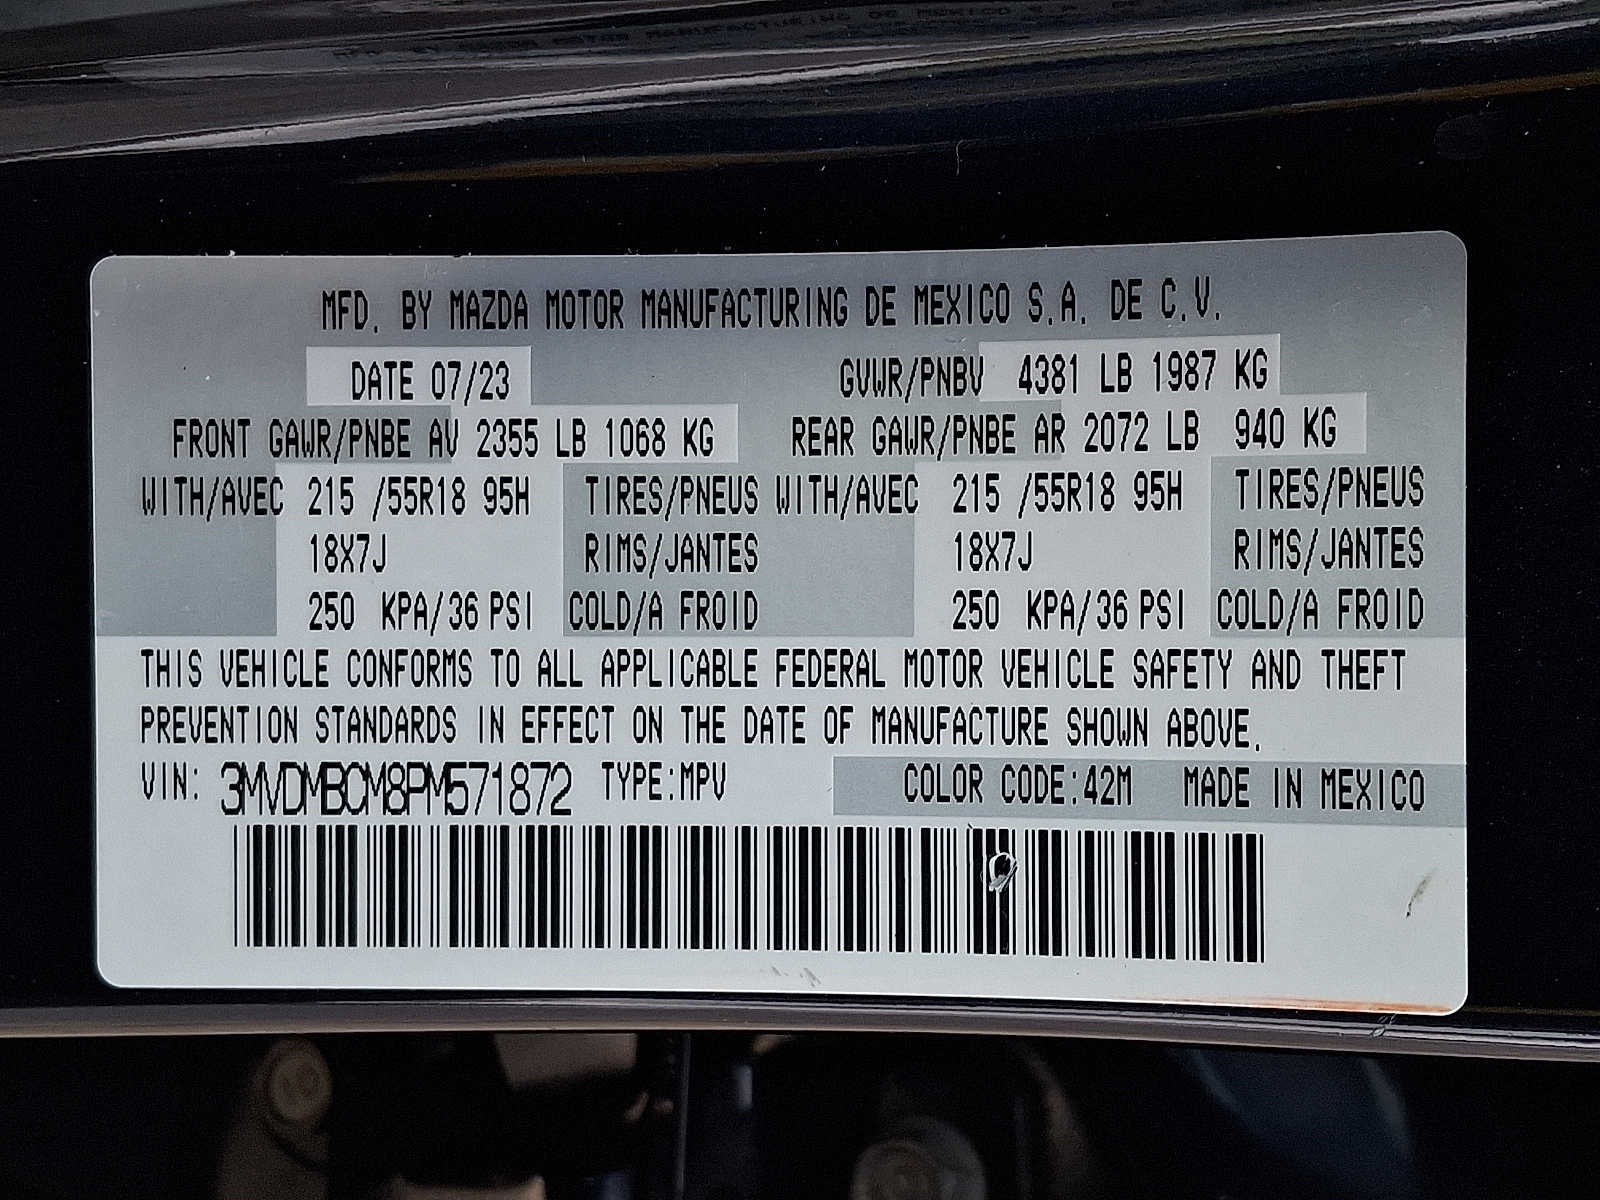 MFD. BY MAZDA MOTOR MANUFACTURING DE MEXICO S.A. DE C.V.
DATE 07/23 GVWR/PNBV 4381 LB 1987 KG
FRONT GAWR/PNBE AV 2355 LB 1068 KG REAR GAWR/PNBE AR 2072 LB 940 KG
WITH/AVEC 215 /55R18 95H TIRES/PNEUS WITH/AVEC 215 /55R18 95H TIRES/PNEUS
18X7J RIMS/JANTES 18X7J RIMS/JANTES
250 KPA/36 PSI COLD/A FROID 250 KPA/36 PSI COLD/A FROID
THIS VEHICLE CONFORMS TO ALL APPLICABLE FEDERAL MOTOR VEHICLE SAFETY AND THEFT
PREVENTION STANDARDS IN EFFECT ON THE DATE OF MANUFACTURE SHOWN ABOVE.
VIN: 3MVDMBCM8PM571872 TYPE:MPV COLOR CODE:42M MADE IN MEXICO